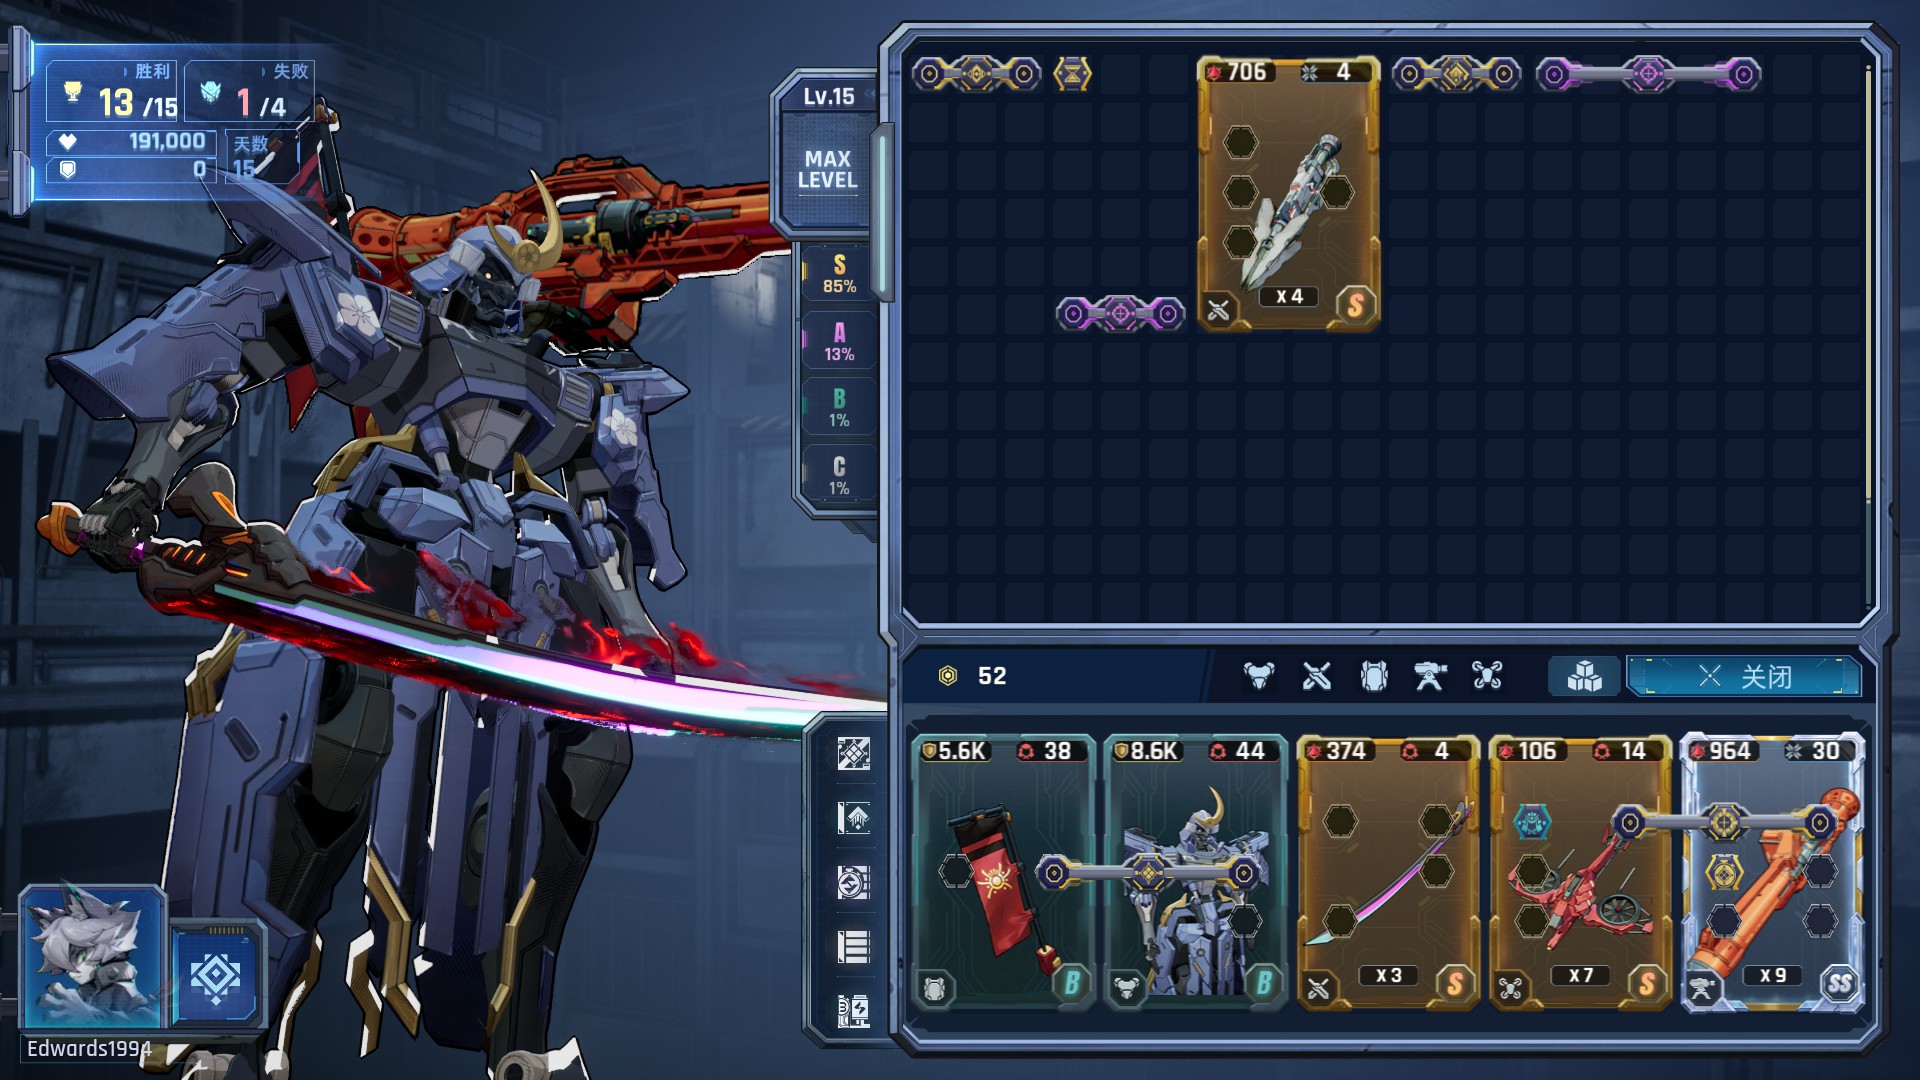 胜利
13 /15
失败
1 /4
191,000
0
天数
15
Lv.15
MAX
LEVEL
S
85%
A
13%
B
1%
C
1%
706
4
x 4
S
52
关闭
5.6K
38
B
8.6K
44
B
374
4
x 3
S
106
14
x 7
S
964
30
x 9
SS
Edwards1994